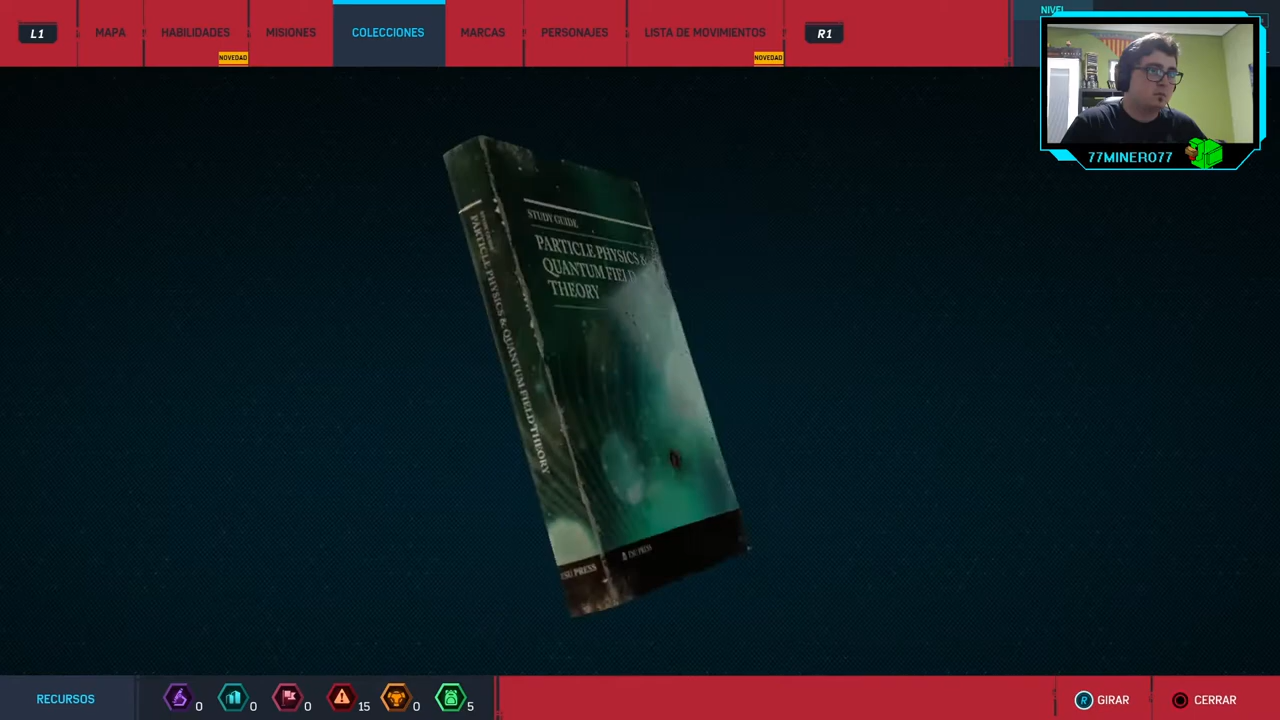 L1
MAPA
HABILIDADES
MISIONES
COLECCIONES
MARCAS
PERSONAJES
LISTA DE MOVIMIENTOS
R1
NIVEL
NOVEDAD
NOVEDAD
77MINERO77
STUDY GUIDE
PARTICLE PHYSICS &
QUANTUM FIELD
THEORY
PARTICLE PHYSICS & QUANTUM FIELD THEORY
ESU PRESS
ESU PRESS
RECURSOS
0
0
0
15
0
5
R GIRAR
CERRAR